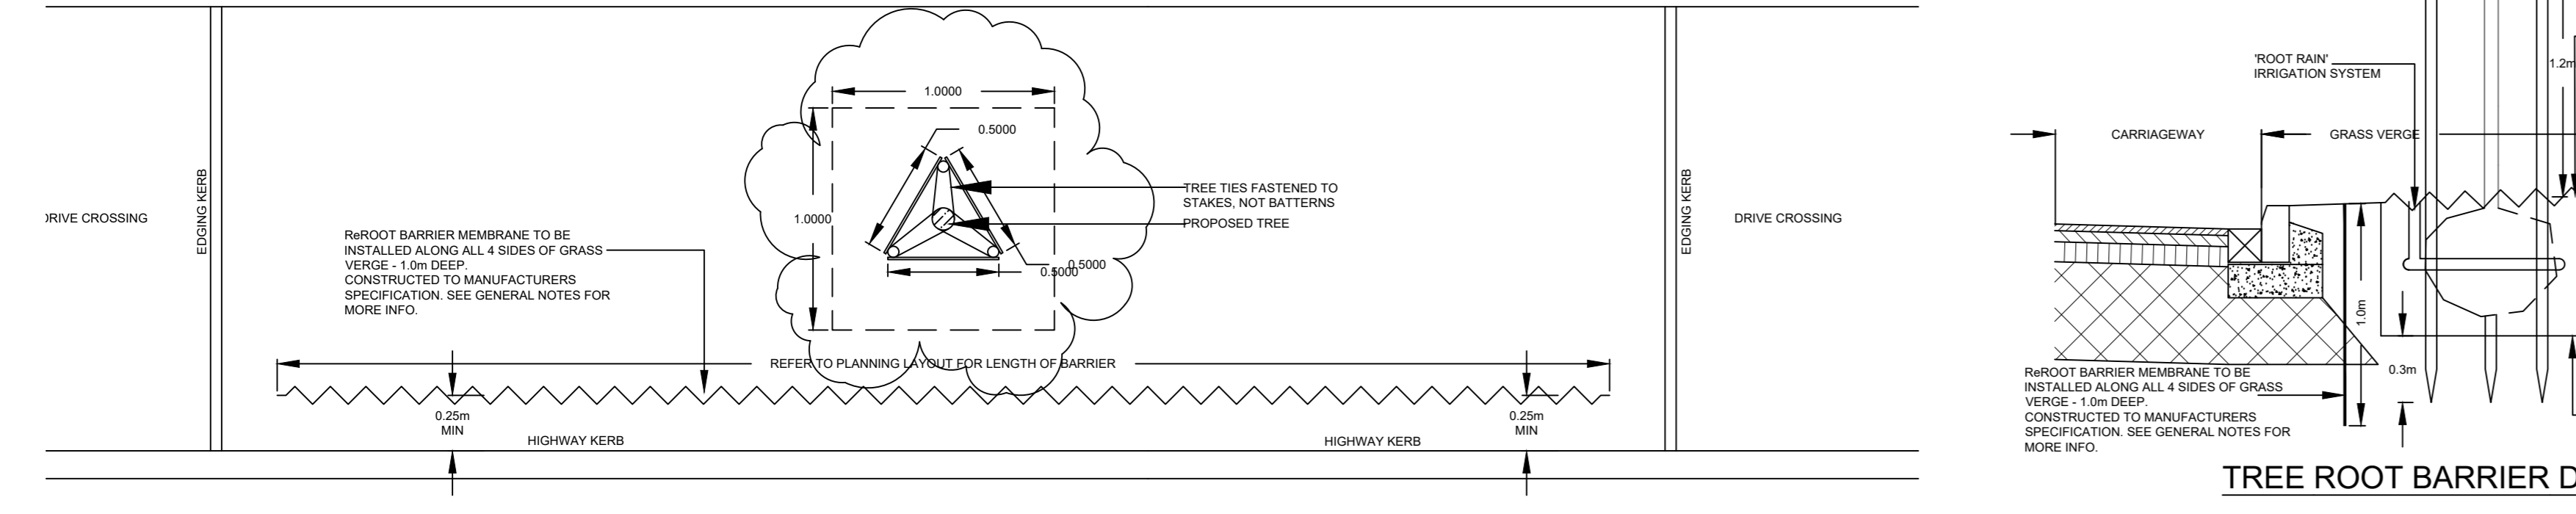 1.0000
0.5000
1.0000
TREE TIES FASTENED TO
STAKES, NOT BATTERNS
PROPOSED TREE
0.5000
0.5000
DRIVE CROSSING
EDGING KERB
ReROOT BARRIER MEMBRANE TO BE
INSTALLED ALONG ALL 4 SIDES OF GRASS
VERGE - 1.0m DEEP.
CONSTRUCTED TO MANUFACTURERS
SPECIFICATION. SEE GENERAL NOTES FOR
MORE INFO.
REFER TO PLANNING LAYOUT FOR LENGTH OF BARRIER
0.25m
MIN
HIGHWAY KERB
HIGHWAY KERB
0.25m
MIN
EDGING KERB
DRIVE CROSSING
'ROOT RAIN'
IRRIGATION SYSTEM
1.2m
CARRIAGEWAY
GRASS VERGE
1.0m
0.3m
ReROOT BARRIER MEMBRANE TO BE
INSTALLED ALONG ALL 4 SIDES OF GRASS
VERGE - 1.0m DEEP.
CONSTRUCTED TO MANUFACTURERS
SPECIFICATION. SEE GENERAL NOTES FOR
MORE INFO.
TREE ROOT BARRIER D